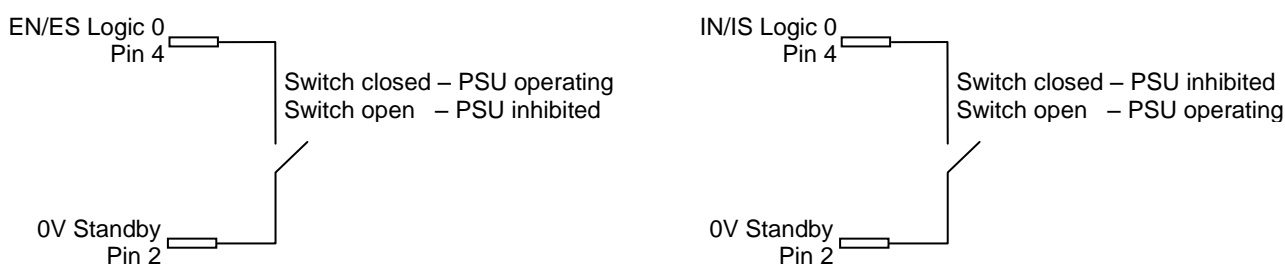 EN/ES Logic 0
Pin 4
Switch closed – PSU operating
Switch open – PSU inhibited
0V Standby
Pin 2
IN/IS Logic 0
Pin 4
Switch closed – PSU inhibited
Switch open – PSU operating
0V Standby
Pin 2